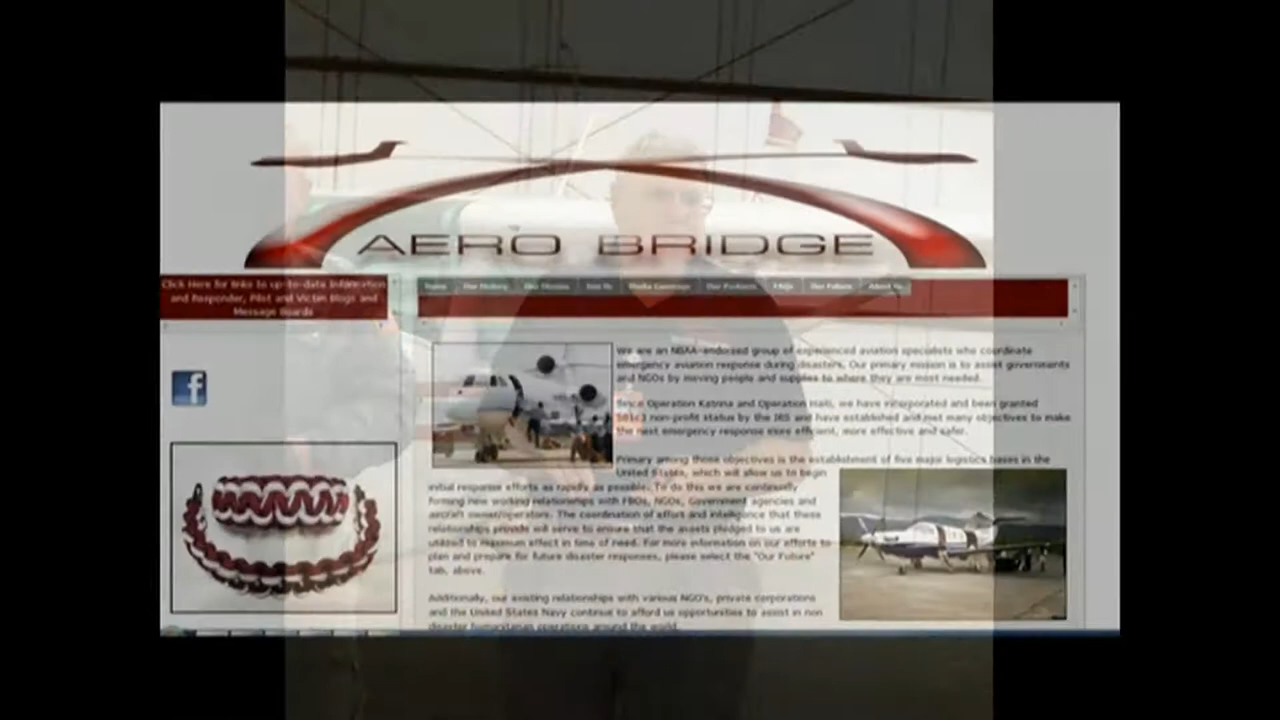 AERO BRIDGE
Click Here for links to up-to-date Information
and Responder, Pilot and Victim Blogs and
Message Boards
Home Our History Our Mission Join Us Media Coverage Our Partners FAQs Our Future About Us
We are an NBAA-endorsed group of experienced aviation specialists who coordinate
emergency aviation response during disasters. Our primary mission is to assist governments
and NGOs by moving people and supplies to where they are most needed.
Since Operation Katrina and Operation Haiti, we have incorporated and been granted
501c3 non-profit status by the IRS and have established and met many objectives to make
the next emergency response more efficient, more effective and safer.
Primary among those objectives is the establishment of five major logistics bases in the
United States, which will allow us to begin
initial response efforts as rapidly as possible. To do this we are continually
forming new working relationships with FBOs, NGOs, Government agencies and
aircraft owner/operators. The coordination of effort and intelligence that these
relationships provide will serve to ensure that the assets pledged to us are
utilized to maximum effect in time of need. For more information on our efforts to
plan and prepare for future disaster responses, please select the "Our Future"
tab, above.
Additionally, our existing relationships with various NGO's, private corporations
and the United States Navy continue to afford us opportunities to assist in non
disaster humanitarian operations around the world.